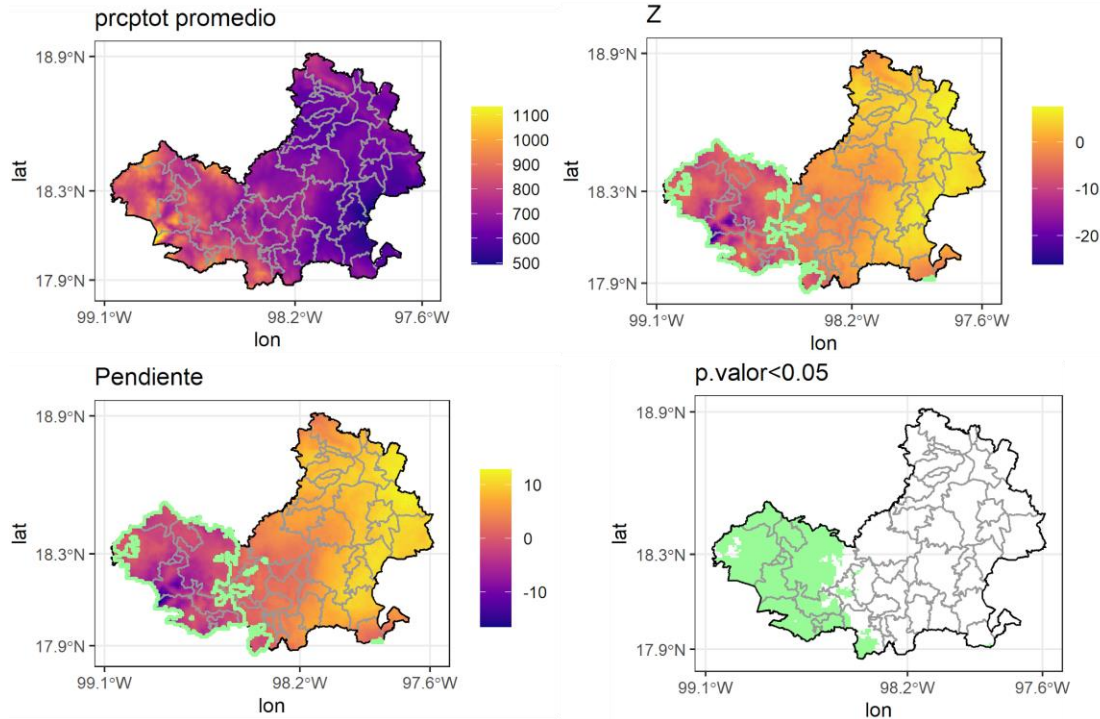 prcptot promedio
18.9°N
18.3°N
17.9°N
lat
99.1°W 98.2°W 97.6°W
lon
1100
1000
900
800
700
600
500
Z
18.9°N
18.3°N
17.9°N
lat
99.1°W 98.2°W 97.6°W
lon
0
-10
-20
Pendiente
18.9°N
18.3°N
17.9°N
lat
99.1°W 98.2°W 97.6°W
lon
10
0
-10
p.valor<0.05
18.9°N
18.3°N
17.9°N
lat
99.1°W 98.2°W 97.6°W
lon